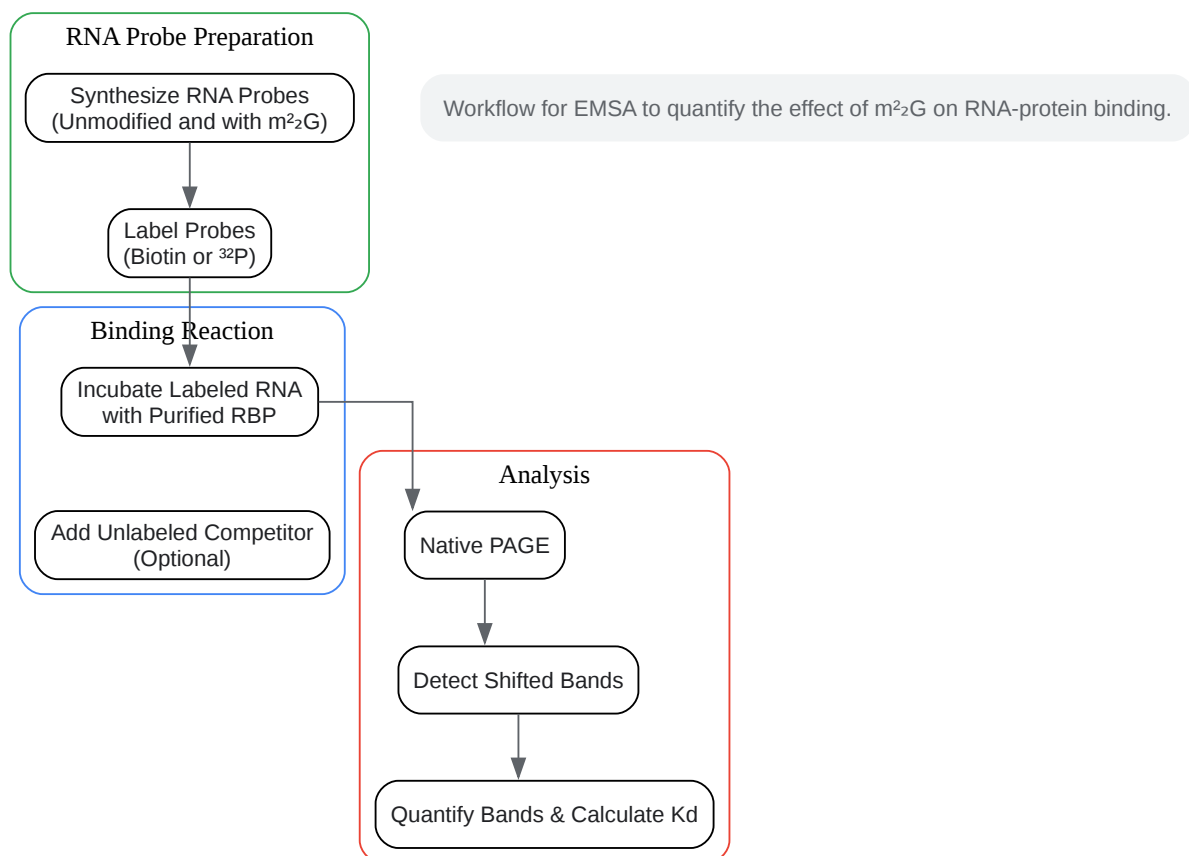 RNA Probe Preparation
Synthesize RNA Probes
(Unmodified and with m²₂G)
Workflow for EMSA to quantify the effect of m²₂G on RNA-protein binding.
Label Probes
(Biotin or ³²P)
Binding Reaction
Incubate Labeled RNA
with Purified RBP
Add Unlabeled Competitor
(Optional)
Analysis
Native PAGE
Detect Shifted Bands
Quantify Bands & Calculate Kd